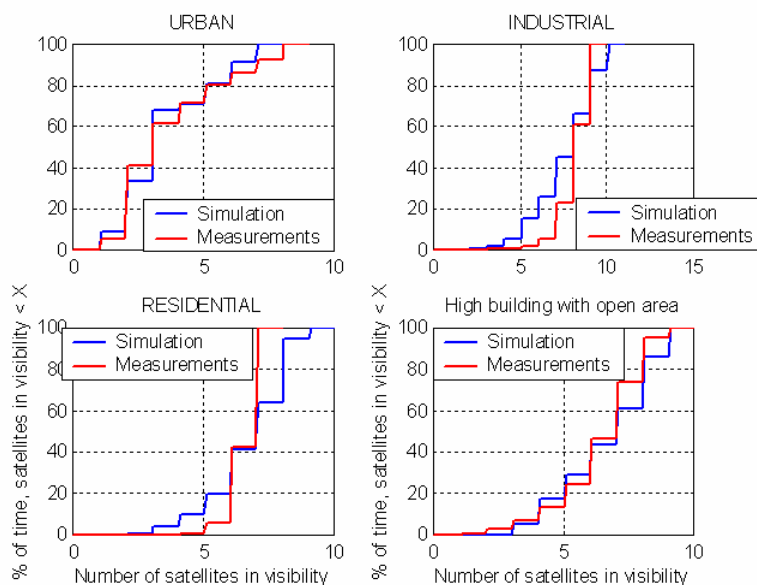 URBAN
100
80
60
40
20
0
Simulation
Measurements
0
5
10
INDUSTRIAL
100
80
60
40
20
0
Simulation
Measurements
0
5
10
15
% of time, satellites in visibility < X
RESIDENTIAL
100
80
60
40
20
0
Simulation
Measurements
0
5
10
Number of satellites in visibility
% of time, satellites in visibility < X
High building with open area
100
80
60
40
20
0
Simulation
Measurements
0
5
10
Number of satellites in visibility